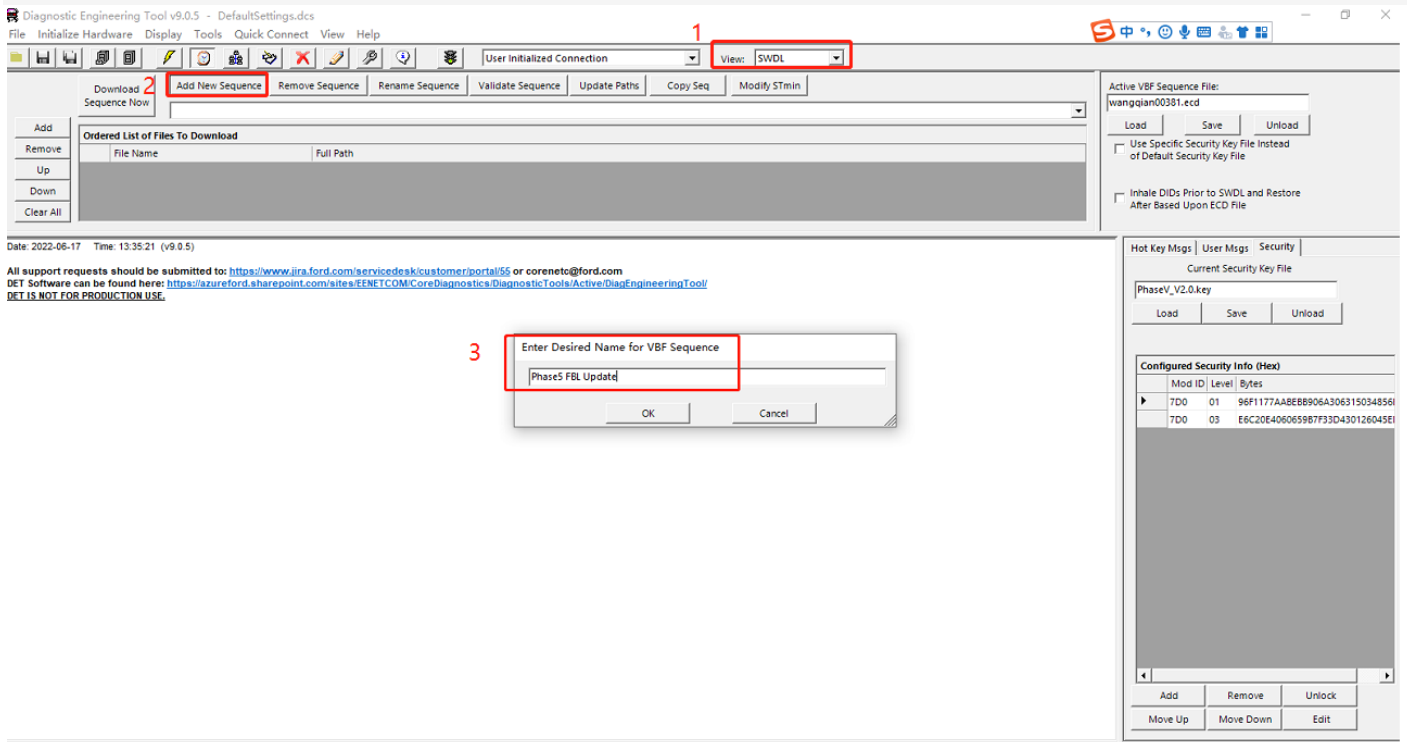 Diagnostic Engineering Tool v9.0.5 - DefaultSettings.dcs
File Initialize Hardware Display Tools Quick Connect View Help
中
1
User Initialized Connection
View: SWDL
2
Download Sequence Now
Add New Sequence Remove Sequence Rename Sequence Validate Sequence Update Paths Copy Seq Modify STmin
Add
Remove
Up
Down
Clear All
Ordered List of Files To Download
File Name Full Path
Active VBF Sequence File:
wangqian00381.ecd
Load Save Unload
Use Specific Security Key File Instead
of Default Security Key File
Inhale DIDs Prior to SWDL and Restore
After Based Upon ECD File
Date: 2022-06-17 Time: 13:35:21 (v9.0.5)
All support requests should be submitted to: https://www.jira.ford.com/servicedesk/customer/portal/55 or corenetc@ford.com
DET Software can be found here: https://azureford.sharepoint.com/sites/EENETCOM/CoreDiagnostics/DiagnosticTools/Active/DiagEngineeringTool/
DET IS NOT FOR PRODUCTION USE.
3
Enter Desired Name for VBF Sequence
Phase5 FBL Update
OK Cancel
Hot Key Msgs User Msgs Security
Current Security Key File
PhaseV_V2.0.key
Load Save Unload
Configured Security Info (Hex)
Mod ID Level Bytes
7D0 01
7D0 03
Add Remove Unlock
Move Up Move Down Edit